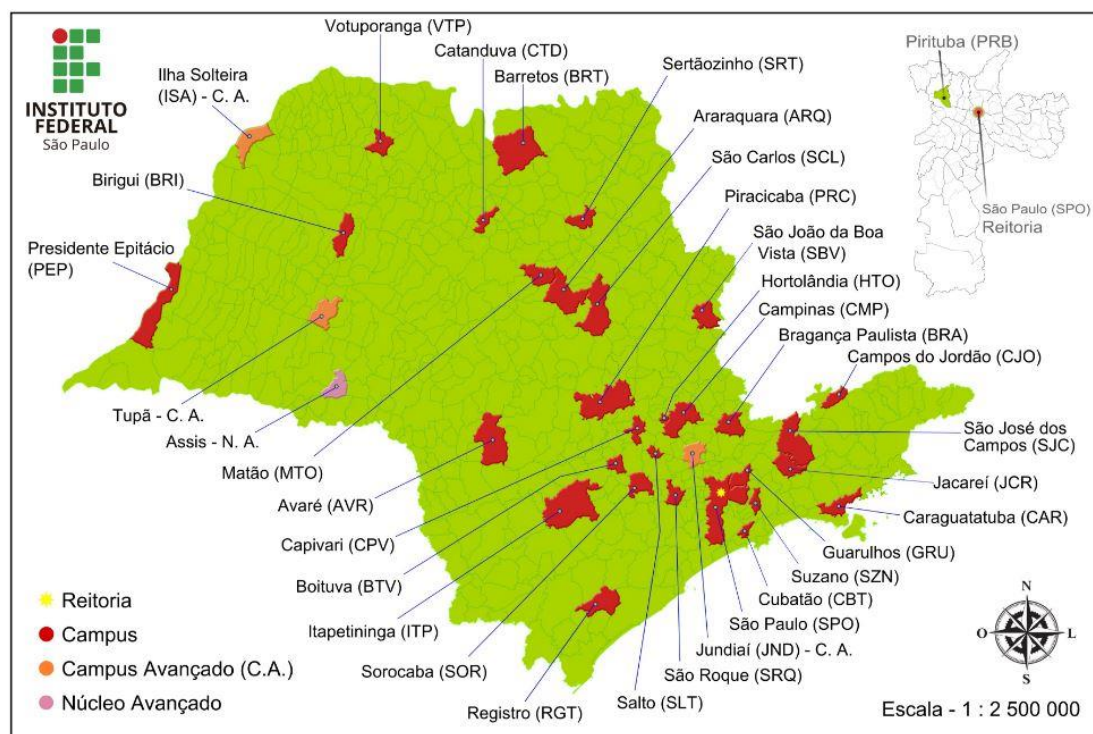 INSTITUTO
FEDERAL
São Paulo
Votuporanga (VTP)
Catanduva (CTD)
Barretos (BRT)
Sertãozinho (SRT)
Ilha Solteira
(ISA) - C. A.
Araraquara (ARQ)
São Carlos (SCL)
Birigui (BRI)
Piracicaba (PRC)
Presidente Epitácio
(PEP)
São João da Boa
Vista (SBV)
Hortolândia (HTO)
Campinas (CMP)
Bragança Paulista (BRA)
Campos do Jordão (CJO)
Pirituba (PRB)
São Paulo (SPO)
Reitoria
Tupã - C. A.
Assis - N. A.
Matão (MTO)
Avaré (AVR)
Capivari (CPV)
Boituva (BTV)
Itapetininga (ITP)
Sorocaba (SOR)
Registro (RGT)
São José dos
Campos (SJC)
Jacareí (JCR)
Caraguatatuba (CAR)
Guarulhos (GRU)
Suzano (SZN)
Cubatão (CBT)
São Paulo (SPO)
Jundiaí (JND) - C. A.
São Roque (SRQ)
Salto (SLT)
Reitoria
Campus
Campus Avançado (C.A.)
Núcleo Avançado
N
O
L
S
Escala - 1 : 2 500 000